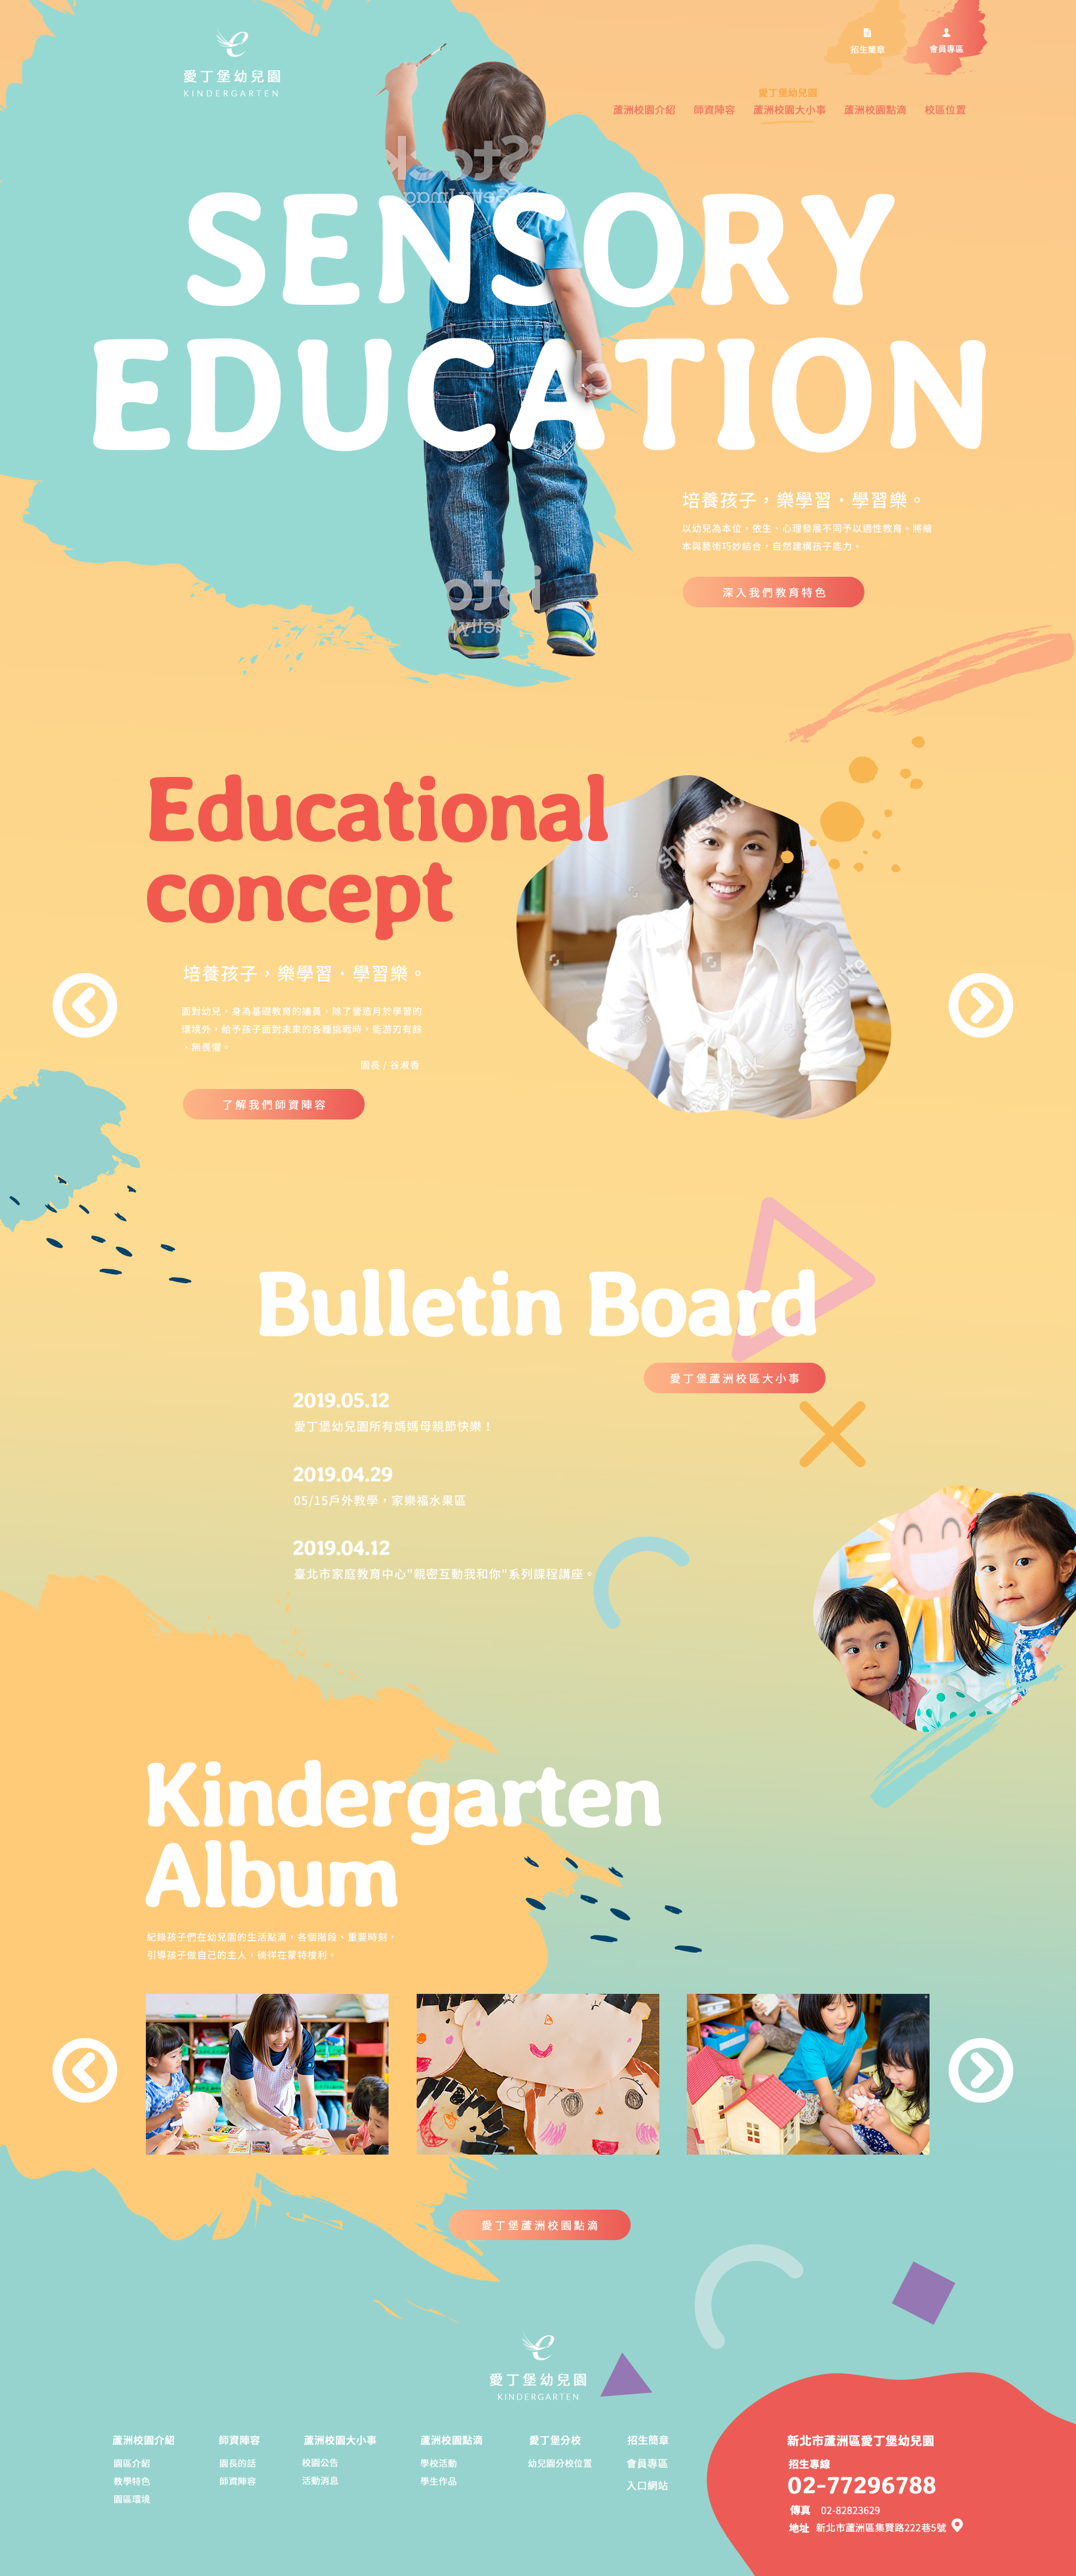 愛丁堡幼兒園
KINDERGARTEN
招生簡章
會員專區
愛丁堡幼兒園
蘆洲校園介紹
師資陣容
蘆洲校園大小事
蘆洲校園點滴
校區位置
SENSORY
EDUCATION
培養孩子，樂學習・學習樂。
以幼兒為本位，依生、心理發展不同予以適性教育。將繪
本與藝術巧妙結合，自然建構孩子能力。
深入我們教育特色
Educational
concept
培養孩子，樂學習・學習樂。
面對幼兒，身為基礎教育的議員，除了營造月於學習的
環境外，給予孩子面對未來的各種挑戰時，能游刃有餘
、無畏懼。
園長 / 谷淑香
了解我們師資陣容
Bulletin Board
愛丁堡蘆洲校區大小事
2019.05.12
愛丁堡幼兒園所有媽媽母親節快樂！
2019.04.29
05/15戶外教學，家樂福水果區
2019.04.12
臺北市家庭教育中心"親密互動我和你"系列課程講座。
Kindergarten
Album
紀錄孩子們在幼兒園的生活點滴，各個階段、重要時刻，
引導孩子做自己的主人，徜徉在蒙特梭利。
愛丁堡蘆洲校園點滴
愛丁堡幼兒園
KINDERGARTEN
蘆洲校園介紹
園區介紹
教學特色
園區環境
師資陣容
園長的話
師資陣容
蘆洲校園大小事
校園公告
活動消息
蘆洲校園點滴
學校活動
學生作品
愛丁堡分校
幼兒園分校位置
招生簡章
會員專區
入口網站
新北市蘆洲區愛丁堡幼兒園
招生專線
02-77296788
傳真 02-82823629
地址 新北市蘆洲區集賢路222巷5號